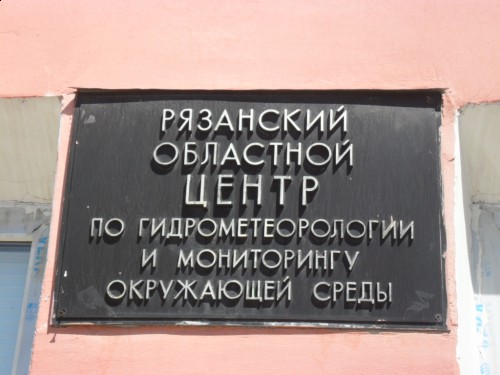 РЯЗАНСКИЙ
ОБЛАСТНОЙ
ЦЕНТР
ПО ГИДРОМЕТЕОРОЛОГИИ
И МОНИТОРИНГУ
ОКРУЖАЮЩЕЙ СРЕДЫ